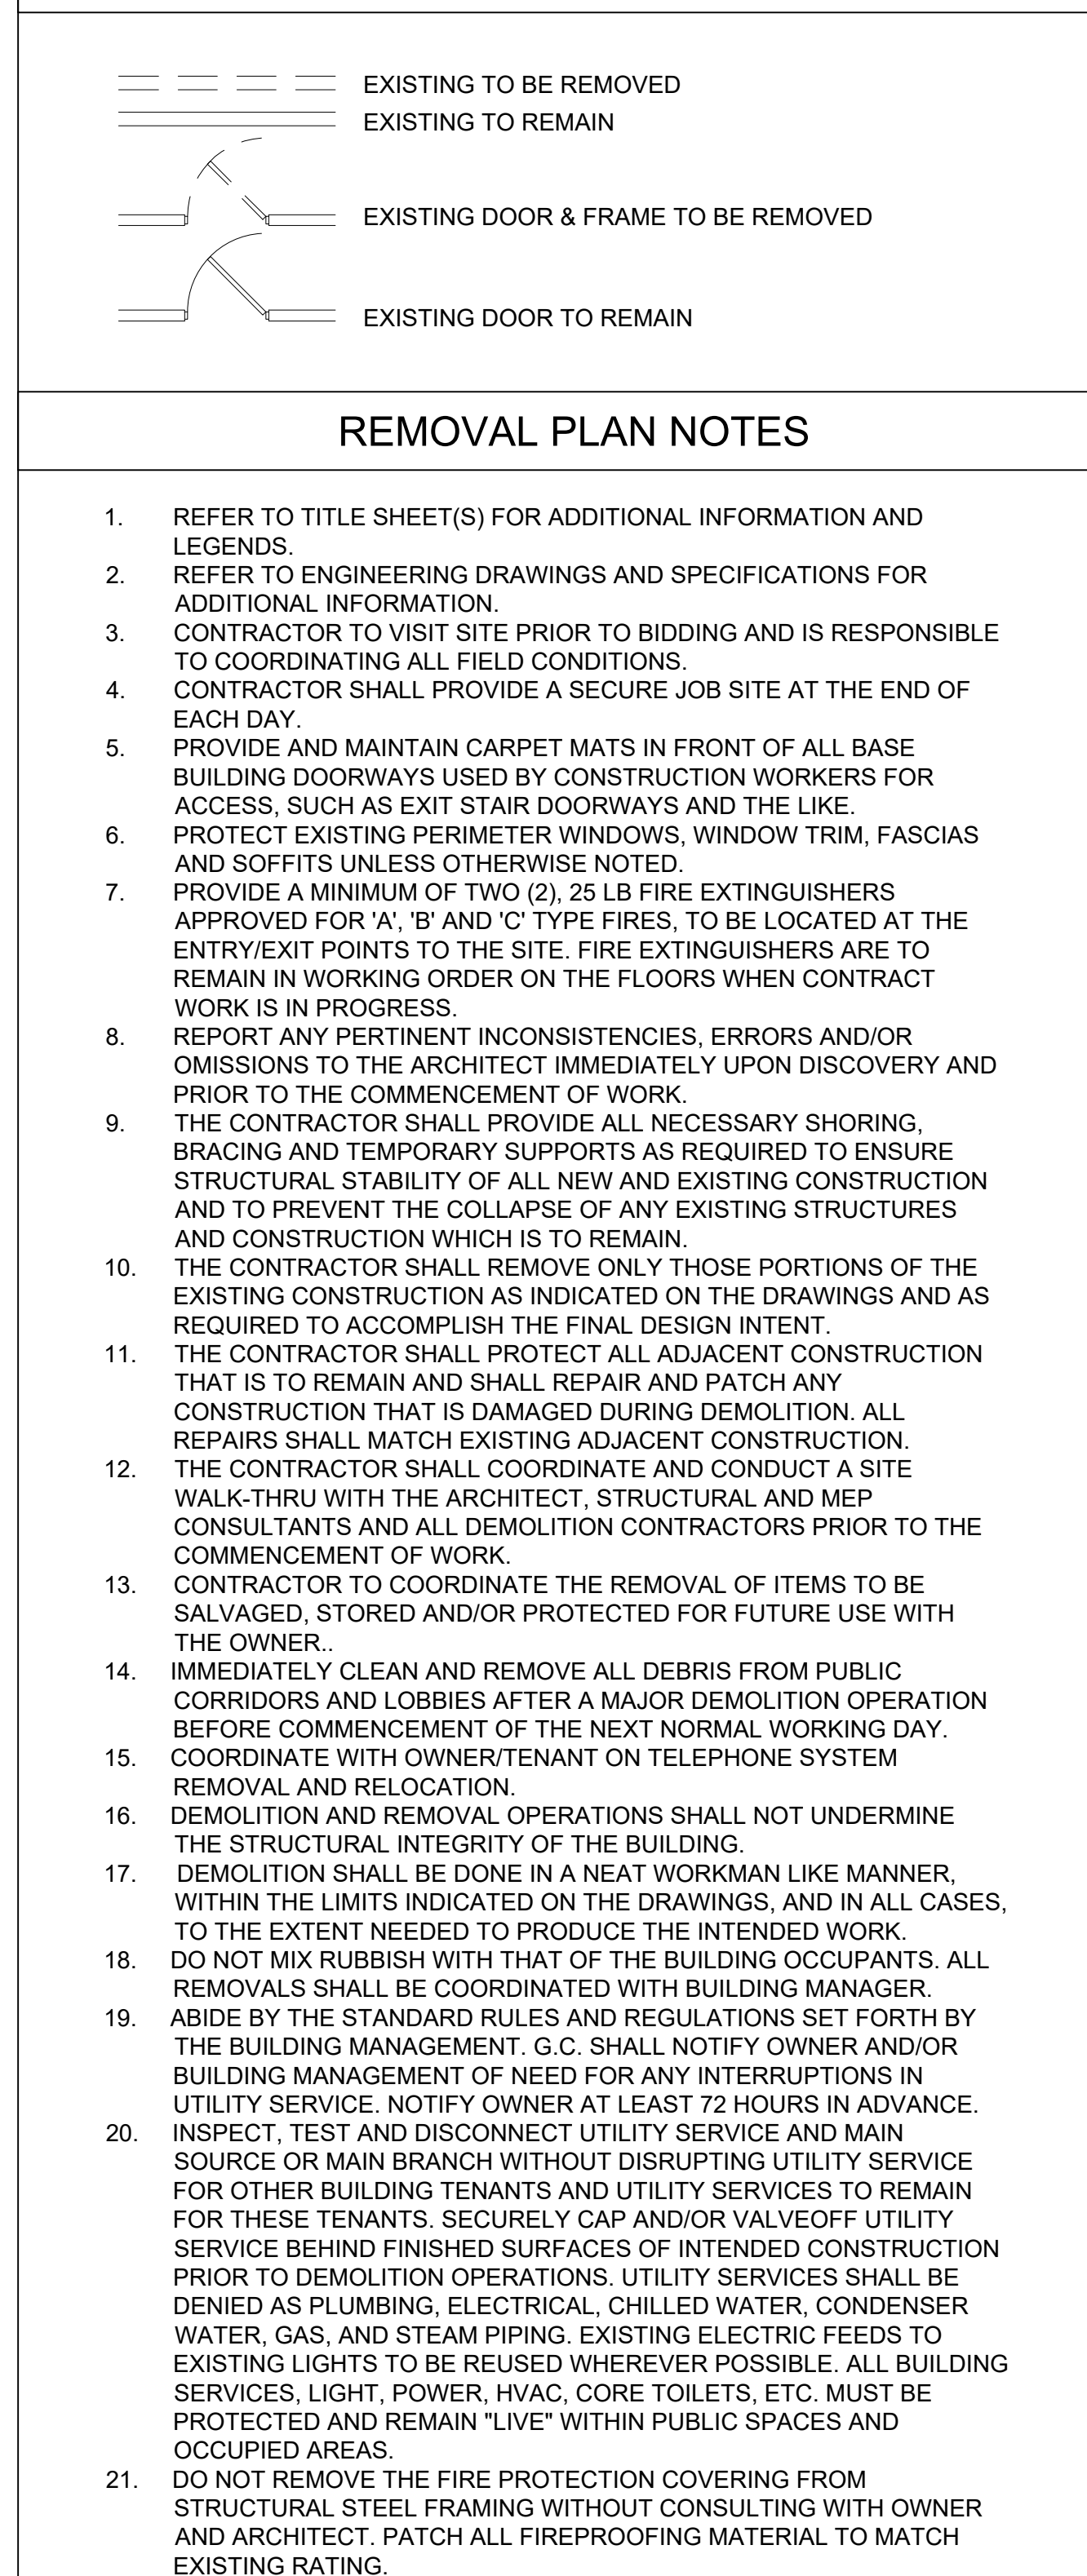 EXISTING TO BE REMOVED
EXISTING TO REMAIN
EXISTING DOOR & FRAME TO BE REMOVED
EXISTING DOOR TO REMAIN
REMOVAL PLAN NOTES
1. REFER TO TITLE SHEET(S) FOR ADDITIONAL INFORMATION AND
LEGENDS.
2. REFER TO ENGINEERING DRAWINGS AND SPECIFICATIONS FOR
ADDITIONAL INFORMATION.
3. CONTRACTOR TO VISIT SITE PRIOR TO BIDDING AND IS RESPONSIBLE
TO COORDINATING ALL FIELD CONDITIONS.
4. CONTRACTOR SHALL PROVIDE A SECURE JOB SITE AT THE END OF
EACH DAY.
5. PROVIDE AND MAINTAIN CARPET MATS IN FRONT OF ALL BASE
BUILDING DOORWAYS USED BY CONSTRUCTION WORKERS FOR
ACCESS, SUCH AS EXIT STAIR DOORWAYS AND THE LIKE.
6. PROTECT EXISTING PERIMETER WINDOWS, WINDOW TRIM, FASCIAS
AND SOFFITS UNLESS OTHERWISE NOTED.
7. PROVIDE A MINIMUM OF TWO (2), 25 LB FIRE EXTINGUISHERS
APPROVED FOR 'A', 'B' AND 'C' TYPE FIRES, TO BE LOCATED AT THE
ENTRY/EXIT POINTS TO THE SITE. FIRE EXTINGUISHERS ARE TO
REMAIN IN WORKING ORDER ON THE FLOORS WHEN CONTRACT
WORK IS IN PROGRESS.
8. REPORT ANY PERTINENT INCONSISTENCIES, ERRORS AND/OR
OMISSIONS TO THE ARCHITECT IMMEDIATELY UPON DISCOVERY AND
PRIOR TO THE COMMENCEMENT OF WORK.
9. THE CONTRACTOR SHALL PROVIDE ALL NECESSARY SHORING,
BRACING AND TEMPORARY SUPPORTS AS REQUIRED TO ENSURE
STRUCTURAL STABILITY OF ALL NEW AND EXISTING CONSTRUCTION
AND TO PREVENT THE COLLAPSE OF ANY EXISTING STRUCTURES
AND CONSTRUCTION WHICH IS TO REMAIN.
10. THE CONTRACTOR SHALL REMOVE ONLY THOSE PORTIONS OF THE
EXISTING CONSTRUCTION AS INDICATED ON THE DRAWINGS AND AS
REQUIRED TO ACCOMPLISH THE FINAL DESIGN INTENT.
11. THE CONTRACTOR SHALL PROTECT ALL ADJACENT CONSTRUCTION
THAT IS TO REMAIN AND SHALL REPAIR AND PATCH ANY
CONSTRUCTION THAT IS DAMAGED DURING DEMOLITION. ALL
REPAIRS SHALL MATCH EXISTING ADJACENT CONSTRUCTION.
12. THE CONTRACTOR SHALL COORDINATE AND CONDUCT A SITE
WALK-THRU WITH THE ARCHITECT, STRUCTURAL AND MEP
CONSULTANTS AND ALL DEMOLITION CONTRACTORS PRIOR TO THE
COMMENCEMENT OF WORK.
13. CONTRACTOR TO COORDINATE THE REMOVAL OF ITEMS TO BE
SALVAGED, STORED AND/OR PROTECTED FOR FUTURE USE WITH
THE OWNER..
14. IMMEDIATELY CLEAN AND REMOVE ALL DEBRIS FROM PUBLIC
CORRIDORS AND LOBBIES AFTER A MAJOR DEMOLITION OPERATION
BEFORE COMMENCEMENT OF THE NEXT NORMAL WORKING DAY.
15. COORDINATE WITH OWNER/TENANT ON TELEPHONE SYSTEM
REMOVAL AND RELOCATION.
16. DEMOLITION AND REMOVAL OPERATIONS SHALL NOT UNDERMINE
THE STRUCTURAL INTEGRITY OF THE BUILDING.
17. DEMOLITION SHALL BE DONE IN A NEAT WORKMAN LIKE MANNER,
WITHIN THE LIMITS INDICATED ON THE DRAWINGS, AND IN ALL CASES,
TO THE EXTENT NEEDED TO PRODUCE THE INTENDED WORK.
18. DO NOT MIX RUBBISH WITH THAT OF THE BUILDING OCCUPANTS. ALL
REMOVALS SHALL BE COORDINATED WITH BUILDING MANAGER.
19. ABIDE BY THE STANDARD RULES AND REGULATIONS SET FORTH BY
THE BUILDING MANAGEMENT. G.C. SHALL NOTIFY OWNER AND/OR
BUILDING MANAGEMENT OF NEED FOR ANY INTERRUPTIONS IN
UTILITY SERVICE. NOTIFY OWNER AT LEAST 72 HOURS IN ADVANCE.
20. INSPECT, TEST AND DISCONNECT UTILITY SERVICE AND MAIN
SOURCE OR MAIN BRANCH WITHOUT DISRUPTING UTILITY SERVICE
FOR OTHER BUILDING TENANTS AND UTILITY SERVICES TO REMAIN
FOR THESE TENANTS. SECURELY CAP AND/OR VALVEOFF UTILITY
SERVICE BEHIND FINISHED SURFACES OF INTENDED CONSTRUCTION
PRIOR TO DEMOLITION OPERATIONS. UTILITY SERVICES SHALL BE
DENIED AS PLUMBING, ELECTRICAL, CHILLED WATER, CONDENSER
WATER, GAS, AND STEAM PIPING. EXISTING ELECTRIC FEEDS TO
EXISTING LIGHTS TO BE REUSED WHEREVER POSSIBLE. ALL BUILDING
SERVICES, LIGHT, POWER, HVAC, CORE TOILETS, ETC. MUST BE
PROTECTED AND REMAIN "LIVE" WITHIN PUBLIC SPACES AND
OCCUPIED AREAS.
21. DO NOT REMOVE THE FIRE PROTECTION COVERING FROM
STRUCTURAL STEEL FRAMING WITHOUT CONSULTING WITH OWNER
AND ARCHITECT. PATCH ALL FIREPROOFING MATERIAL TO MATCH
EXISTING RATING.